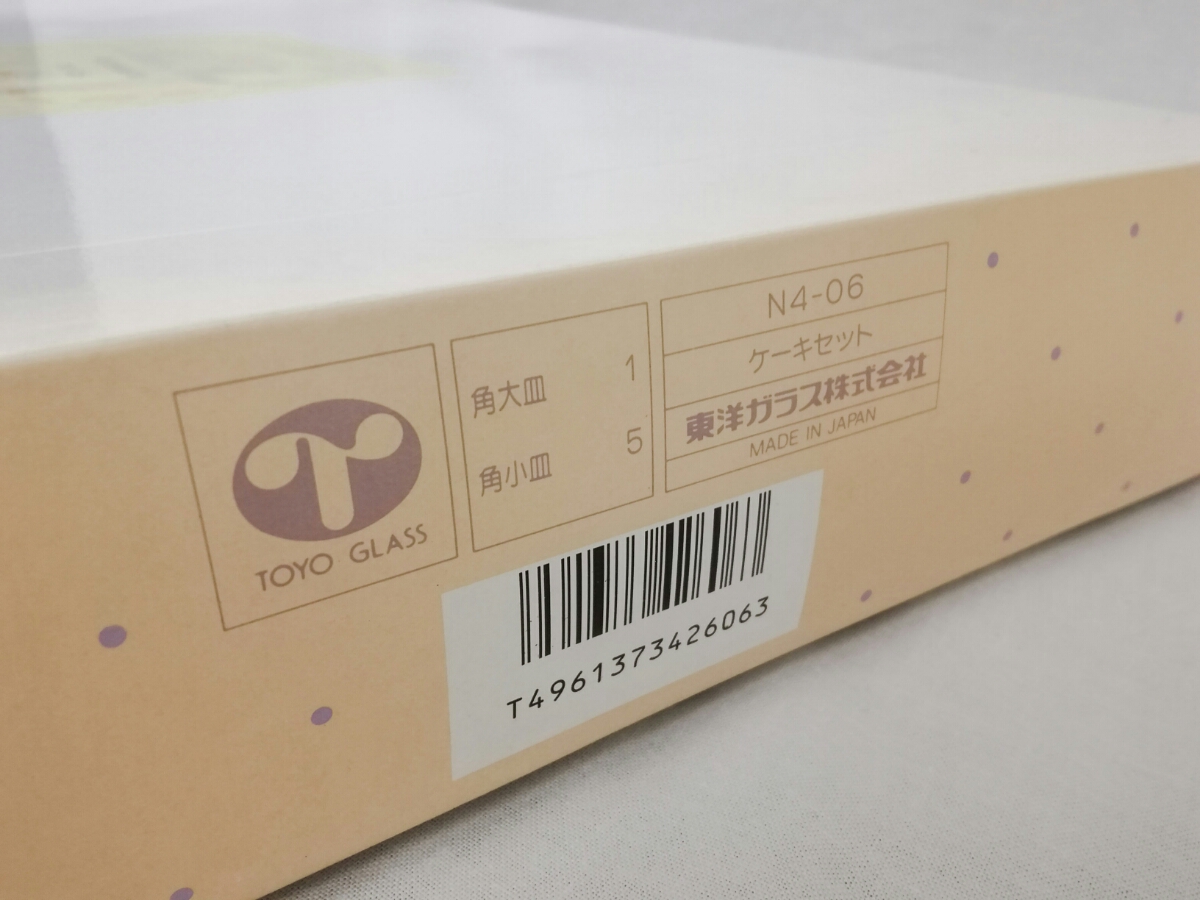 TOYO GLASS
角大皿 1
角小皿 5
N4-06
ケーキセット
東洋ガラス株式会社
MADE IN JAPAN
T4961373426063